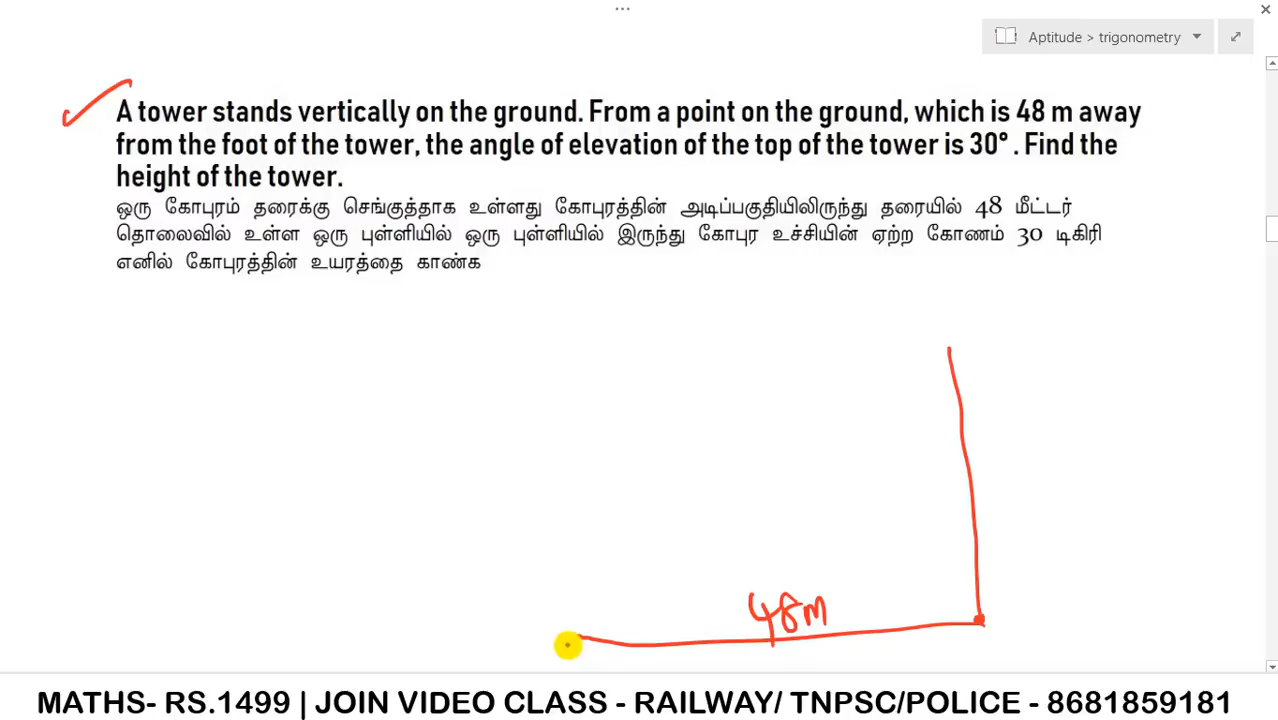 Aptitude > trigonometry
A tower stands vertically on the ground. From a point on the ground, which is 48 m away
from the foot of the tower, the angle of elevation of the top of the tower is 30° . Find the
height of the tower.
ஒரு கோபுரம் தரைக்கு செங்குத்தாக உள்ளது கோபுரத்தின் அடிப்பகுதியிலிருந்து தரையில் 48 மீட்டர்
தொலைவில் உள்ள ஒரு புள்ளியில் ஒரு புள்ளியில் இருந்து கோபுர உச்சியின் ஏற்ற கோணம் 30 டிகிரி
எனில் கோபுரத்தின் உயரத்தை காண்க
48m
MATHS- RS.1499 | JOIN VIDEO CLASS - RAILWAY/ TNPSC/POLICE - 8681859181